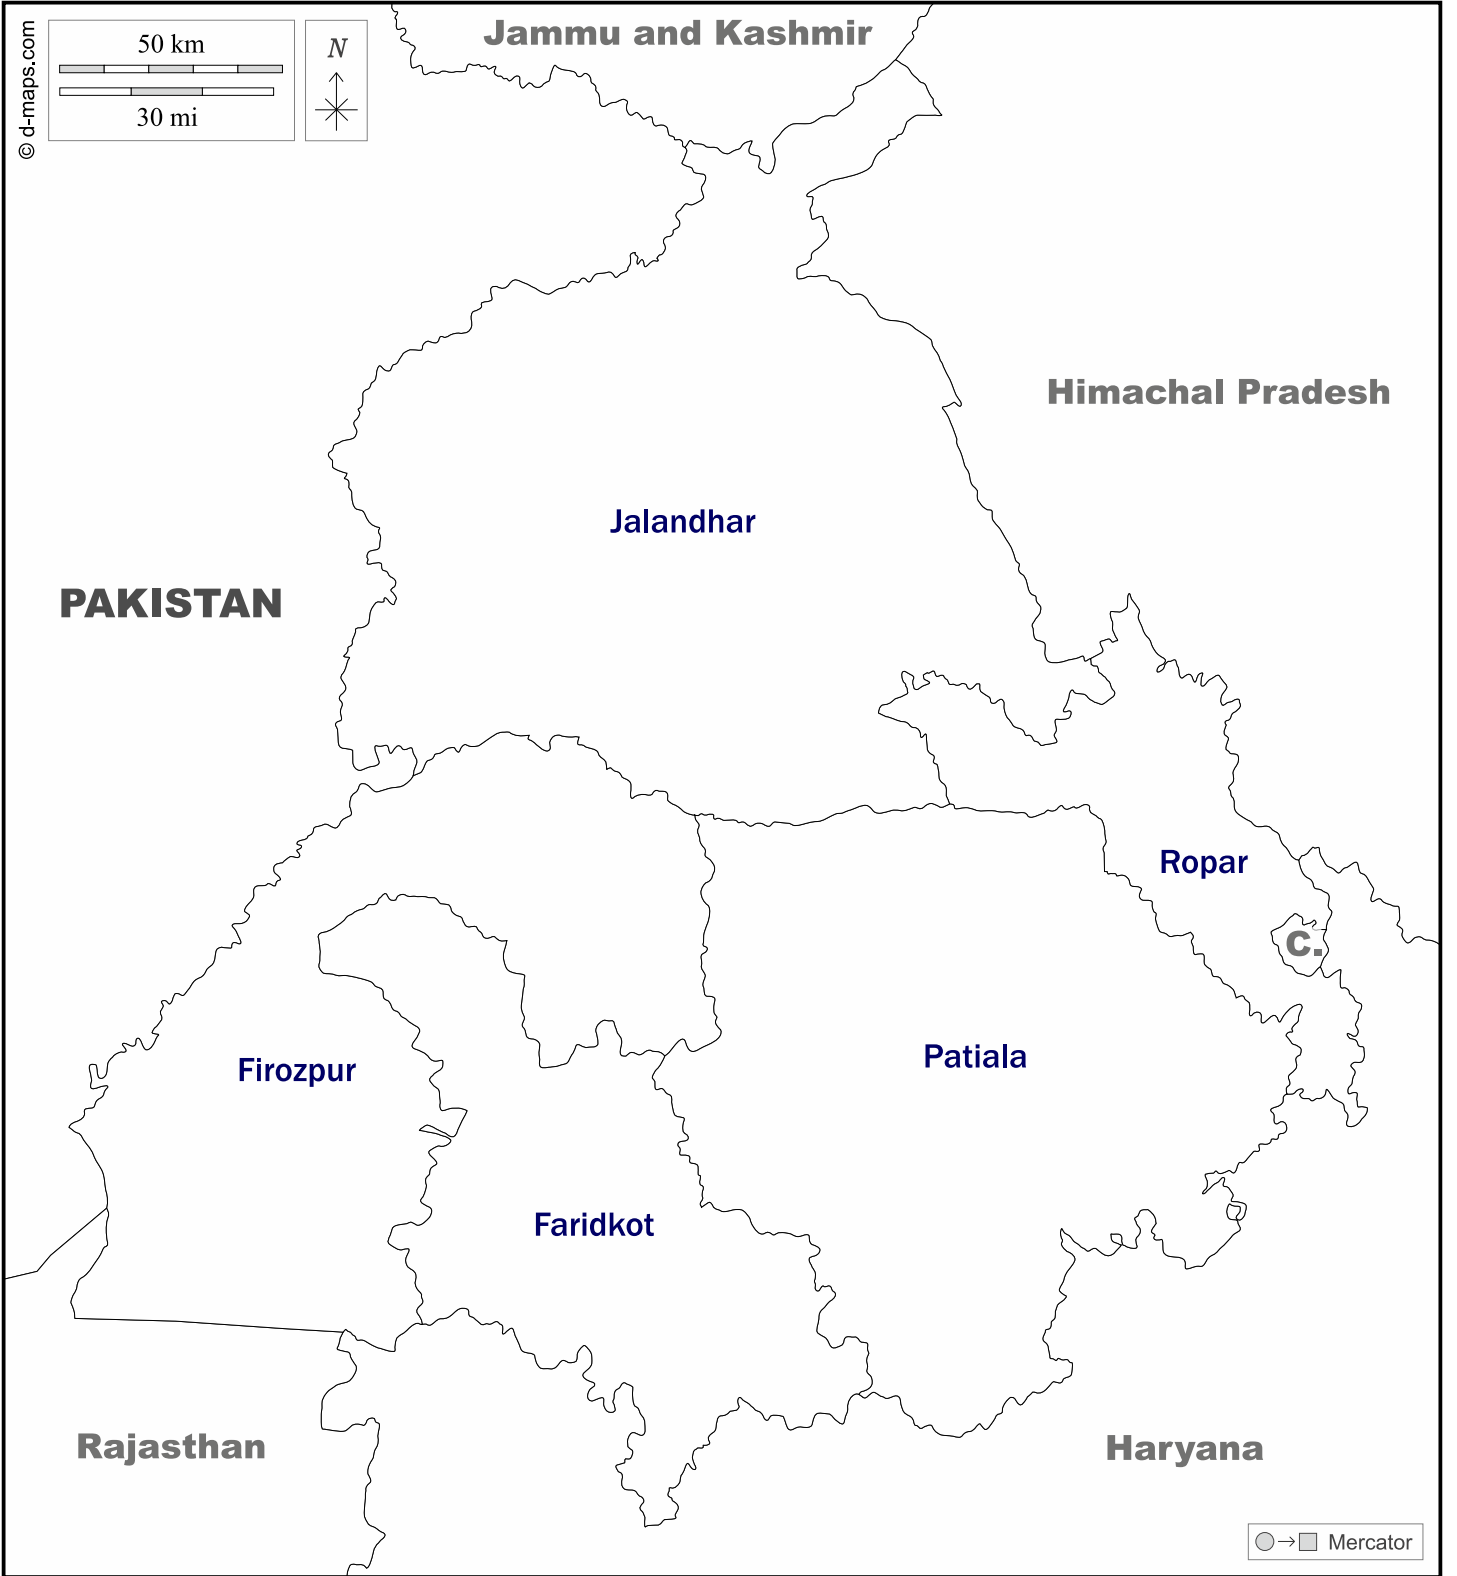 © d-maps.com
50 km
30 mi
N
Jammu and Kashmir
Himachal Pradesh
Jalandhar
PAKISTAN
Ropar
C.
Patiala
Firozpur
Faridkot
Rajasthan
Haryana
Mercator